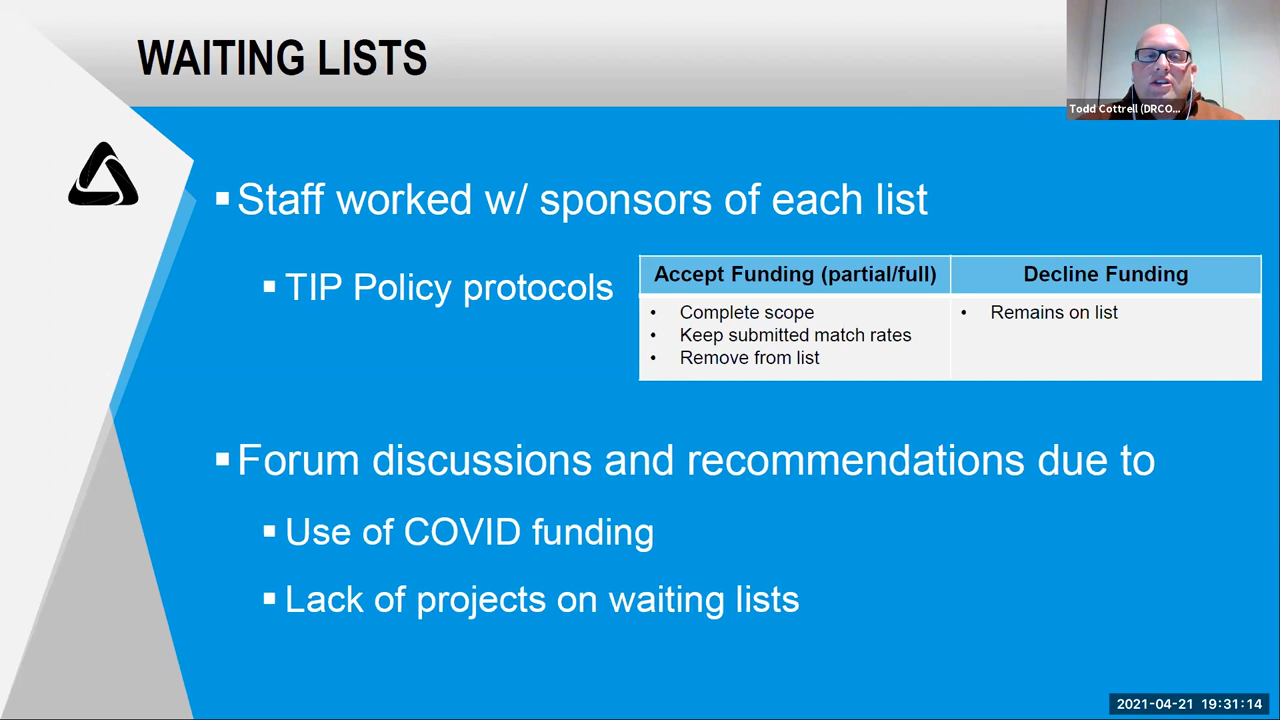 WAITING LISTS
Todd Cottrell (DRCO...
▪ Staff worked w/ sponsors of each list
▪ TIP Policy protocols
Accept Funding (partial/full)
Decline Funding
• Complete scope
• Keep submitted match rates
• Remove from list
• Remains on list
▪ Forum discussions and recommendations due to
▪ Use of COVID funding
▪ Lack of projects on waiting lists
2021-04-21 19:31:14